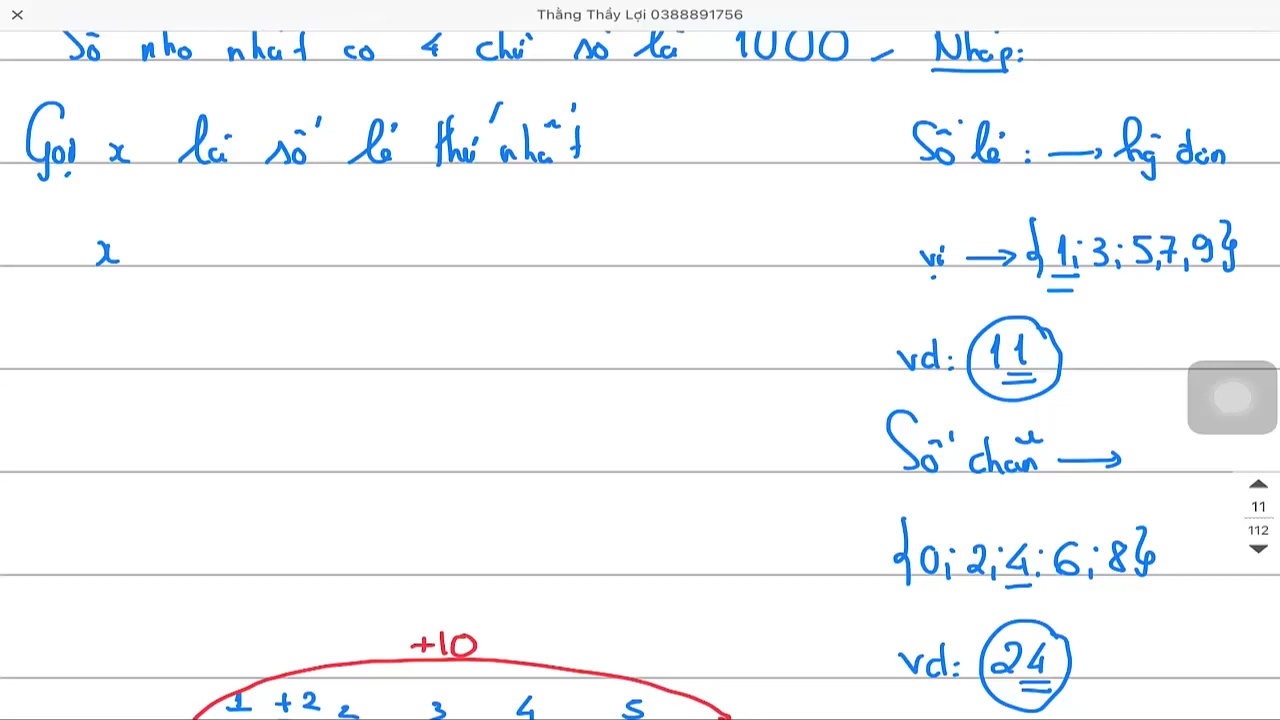 × Thằng Thầy Lợi 0388891756
Số nhỏ nhất có 4 chữ số là 1000 - Nháp:
Gọi x là số lẻ thứ nhất
Số lẻ : → hg đơn
x
vị → {1; 3; 5,7,9}
vd: 11
Số chẵn →
11
112
{0; 2; 4; 6; 8}
+10
vd: 24
1 +2 2 3 4 5